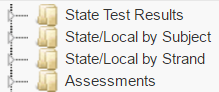 State Test Results
State/Local by Subject
State/Local by Strand
Assessments